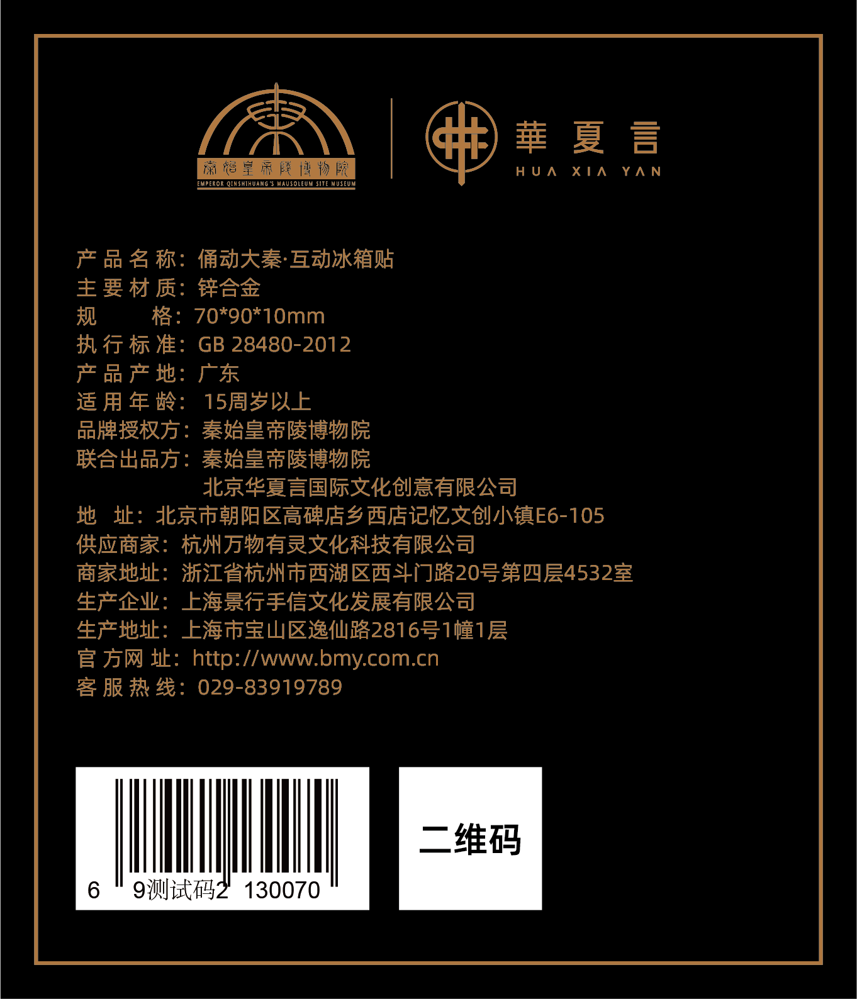 秦始皇帝陵博物院
EMPEROR QINSHIHUANG'S MAUSOLEUM SITE MUSEUM
華夏言
HUA XIA YAN
产品名称：俑动大秦·互动冰箱贴
主要材质：锌合金
规格：70*90*10mm
执行标准：GB 28480-2012
产品产地：广东
适用年龄：15周岁以上
品牌授权方：秦始皇帝陵博物院
联合出品方：秦始皇帝陵博物院
北京华夏言国际文化创意有限公司
地址：北京市朝阳区高碑店乡西店记忆文创小镇E6-105
供应商家：杭州万物有灵文化科技有限公司
商家地址：浙江省杭州市西湖区西斗门路20号第四层4532室
生产企业：上海景行手信文化发展有限公司
生产地址：上海市宝山区逸仙路2816号1幢1层
官方网址：http://www.bmy.com.cn
客服热线：029-83919789
6 9测试码2 130070
二维码